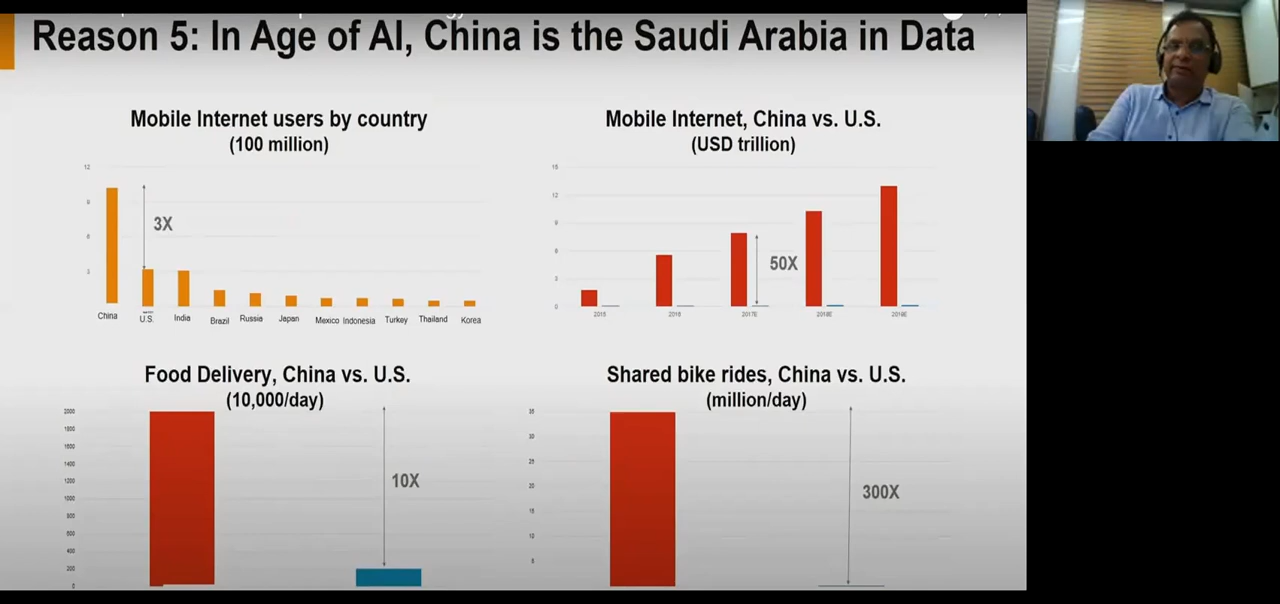 Reason 5: In Age of AI, China is the Saudi Arabia in Data
Mobile Internet users by country
(100 million)
12
9
6
3
3X
China
U.S.
India
Brazil
Russia
Japan
Mexico
Indonesia
Turkey
Thailand
Korea
Mobile Internet, China vs. U.S.
(USD trillion)
15
12
9
6
3
0
50X
2015
2016
2017E
2018E
2019E
Food Delivery, China vs. U.S.
(10,000/day)
2000
1800
1600
1400
1200
1000
800
600
400
200
0
10X
Shared bike rides, China vs. U.S.
(million/day)
35
30
25
20
15
10
5
300X